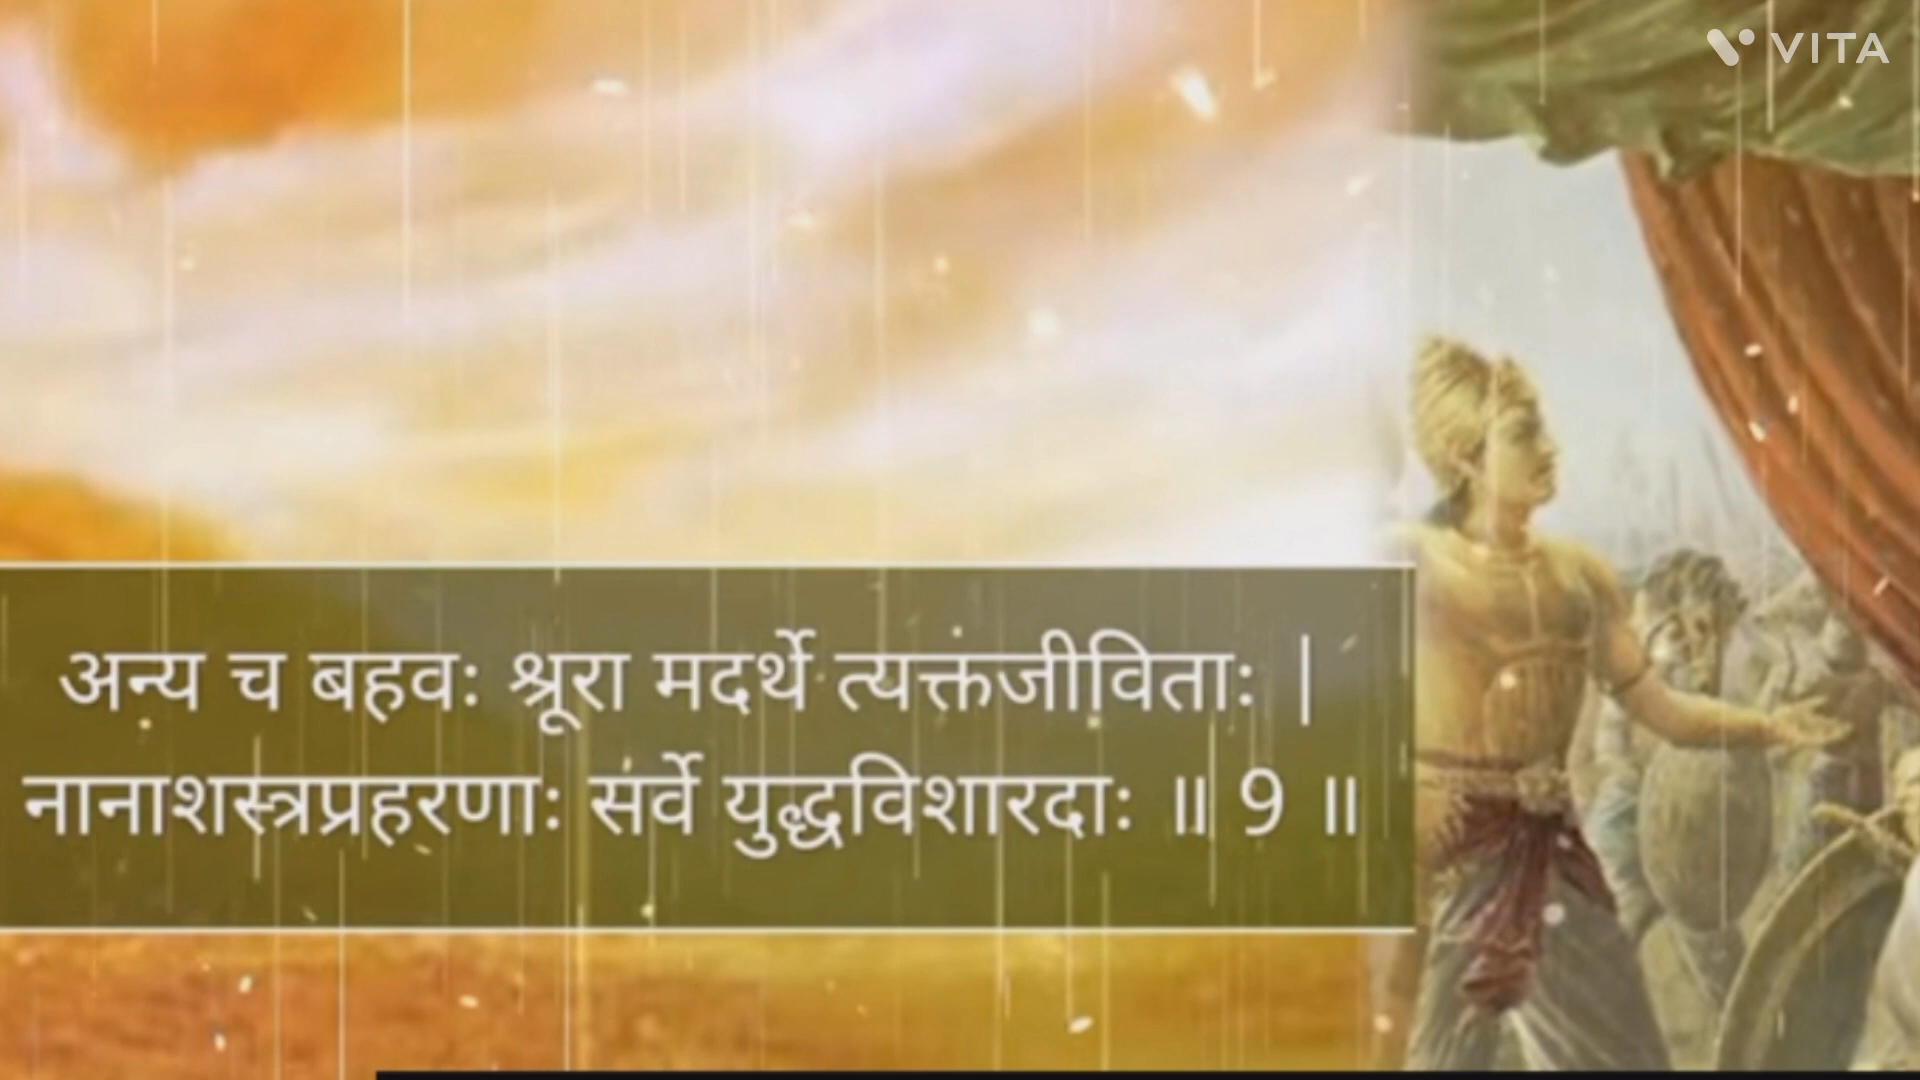 VITA
अन्य च बहवः श्रूरा मदर्थे त्यक्तजीविताः |
नानाशस्त्रप्रहरणाः सर्वे युद्धविशारदाः ॥ 9 ॥